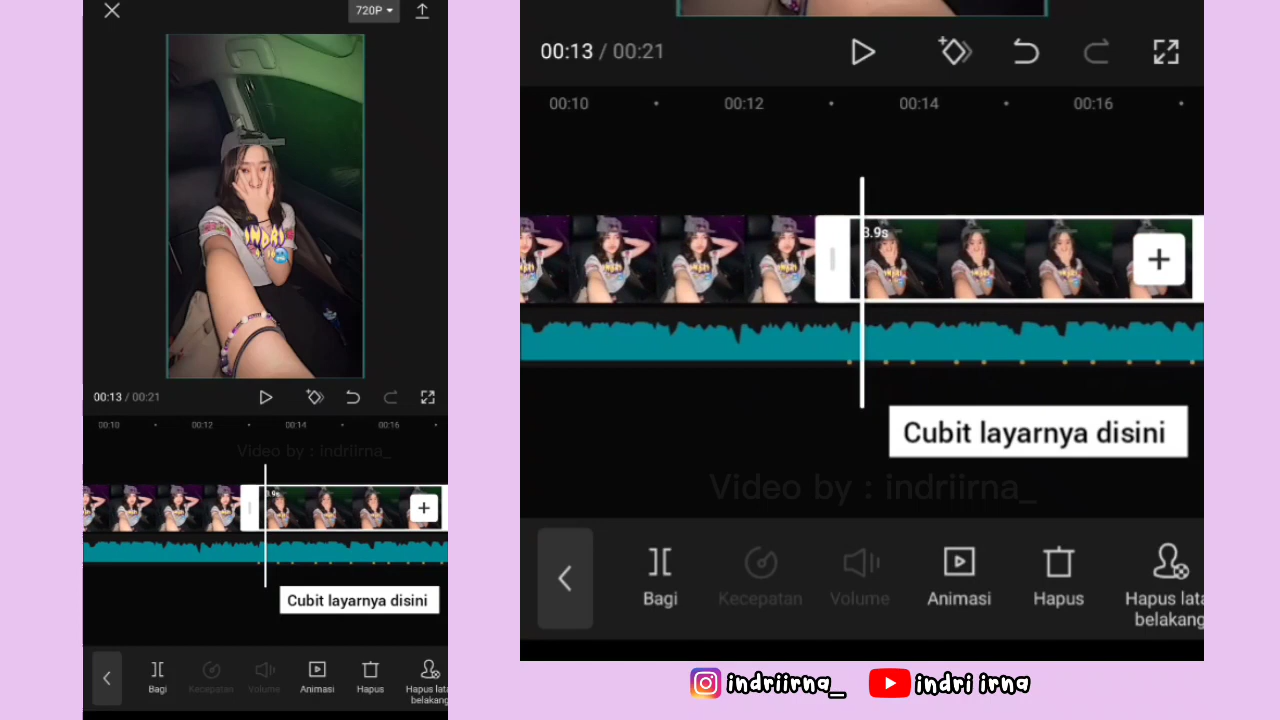 720P
00:13 / 00:21
00:10 00:12 00:14 00:16
Video by : indriirna_
3.9s
Cubit layarnya disini
Bagi Kecepatan Volume Animasi Hapus Hapus lata
belakang
00:13 / 00:21
00:10 00:12 00:14 00:16
3.9s
Cubit layarnya disini
Video by : indriirna_
Bagi Kecepatan Volume Animasi Hapus Hapus lata
belakang
indriirna_ indri irna